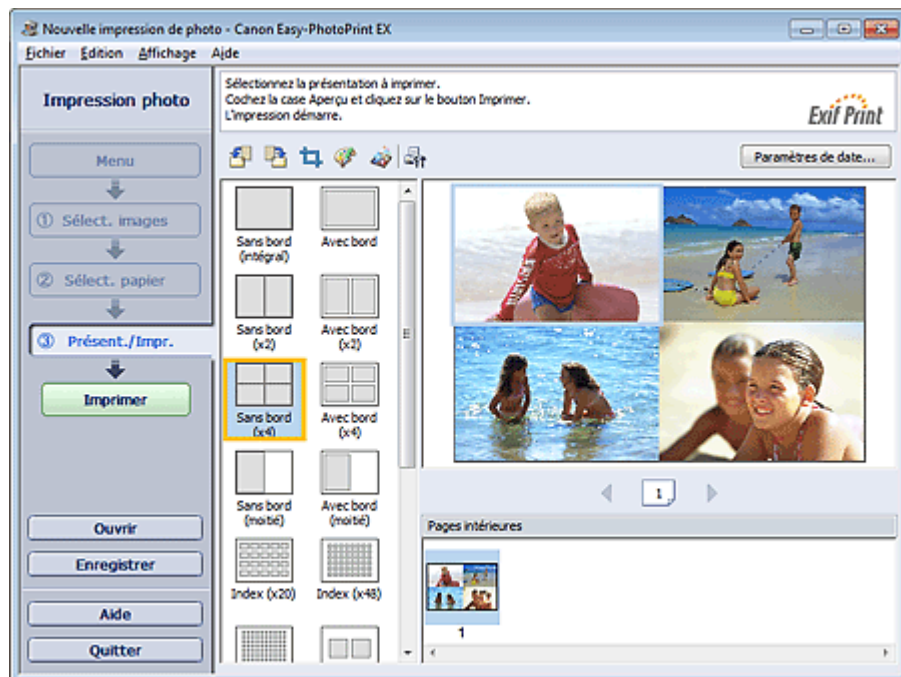 Nouvelle impression de photo - Canon Easy-PhotoPrint EX
Fichier Édition Affichage Aide
Impression photo
Sélectionnez la présentation à imprimer.
Cochez la case Aperçu et cliquez sur le bouton Imprimer.
L'impression démarre.
Exif Print
Menu
① Sélect. images
② Sélect. papier
③ Présent./Impr.
Imprimer
Ouvrir
Enregistrer
Aide
Quitter
Paramètres de date...
Sans bord
(intégral)
Avec bord
Sans bord
(x2)
Avec bord
(x2)
Sans bord
(x4)
Avec bord
(x4)
Sans bord
(moitié)
Avec bord
(moitié)
Index (x20)
Index (x48)
1
Pages intérieures
1